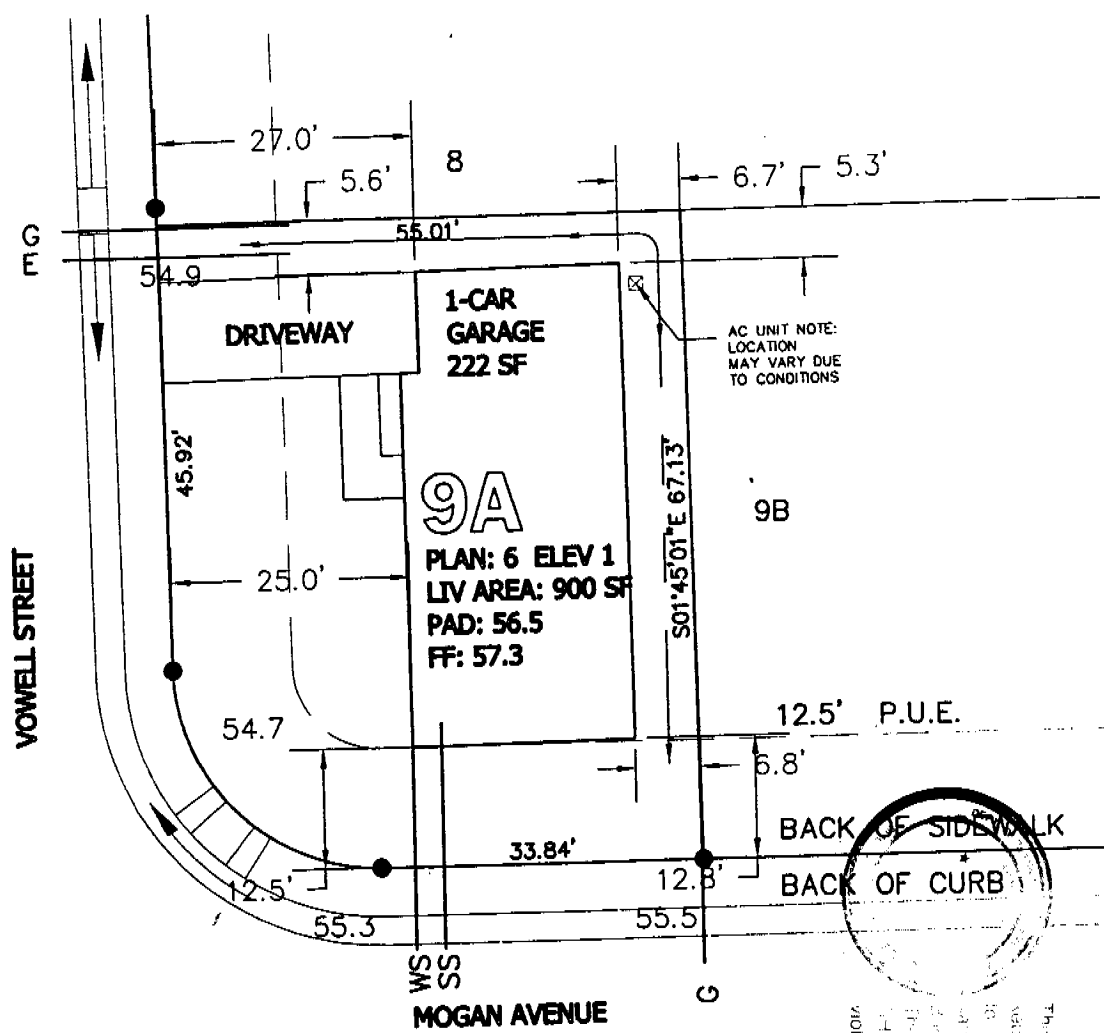 27.0'
8
5.6'
6.7'
5.3'
G
E
55.01'
54.9
1-CAR
GARAGE
222 SF
DRIVEWAY
AC UNIT NOTE:
LOCATION
MAY VARY DUE
TO CONDITIONS
45.92'
S01°45'01"E 67.13'
9A
9B
PLAN: 6 ELEV 1
LIV AREA: 900 SF
PAD: 56.5
FF: 57.3
25.0'
VOWELL STREET
54.7
12.5' P.U.E.
6.8'
BACK OF SIDEWALK
33.84'
12.5'
12.8'
BACK OF CURB
55.3
55.5
WS
SS
G
MOGAN AVENUE